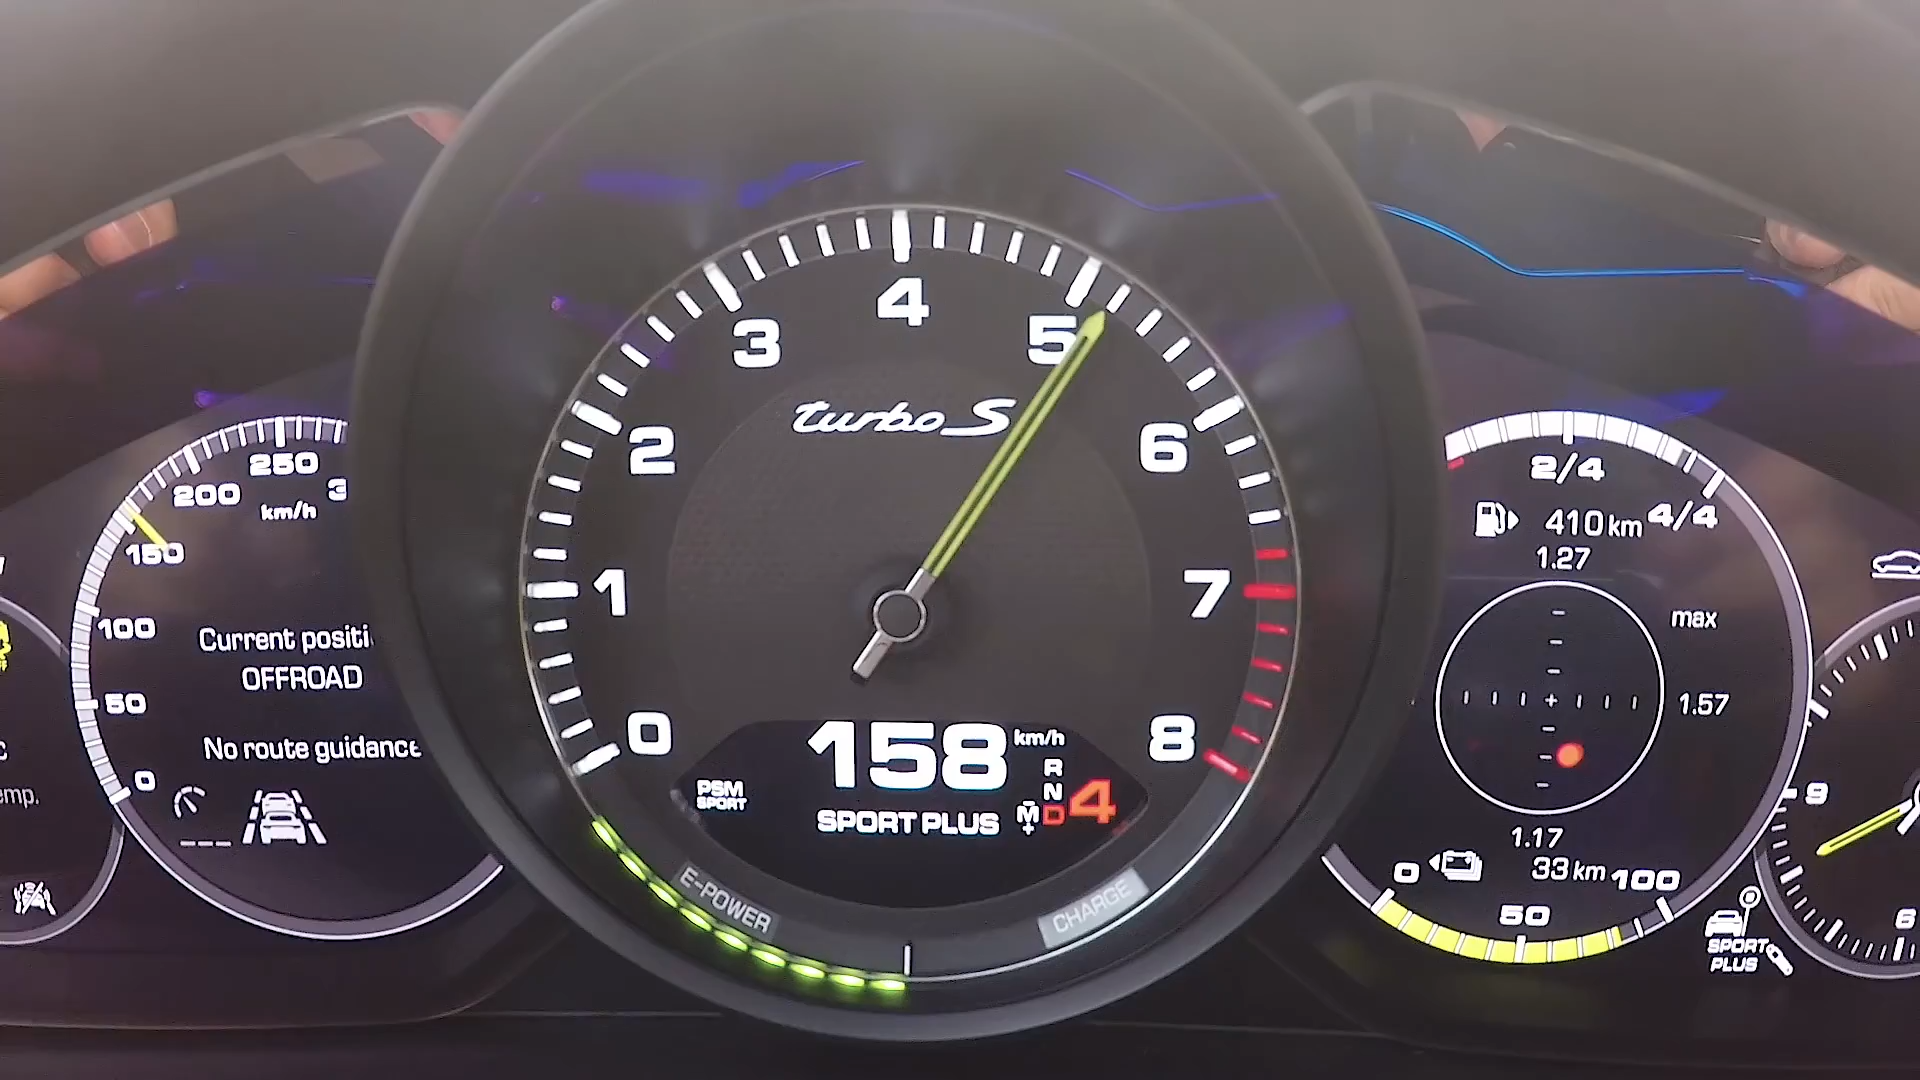 250
200
km/h
150
100
50
0
Current positi
OFFROAD
No route guidance
emp.
4
3
5
turbo S
2
6
1
7
0
8
158 km/h
R
N
M
+
D
4
PSM
SPORT
SPORT PLUS
E-POWER
CHARGE
2/4
410 km
4/4
1.27
max
1.57
1.17
33 km
0
100
50
SPORT
PLUS
9
6